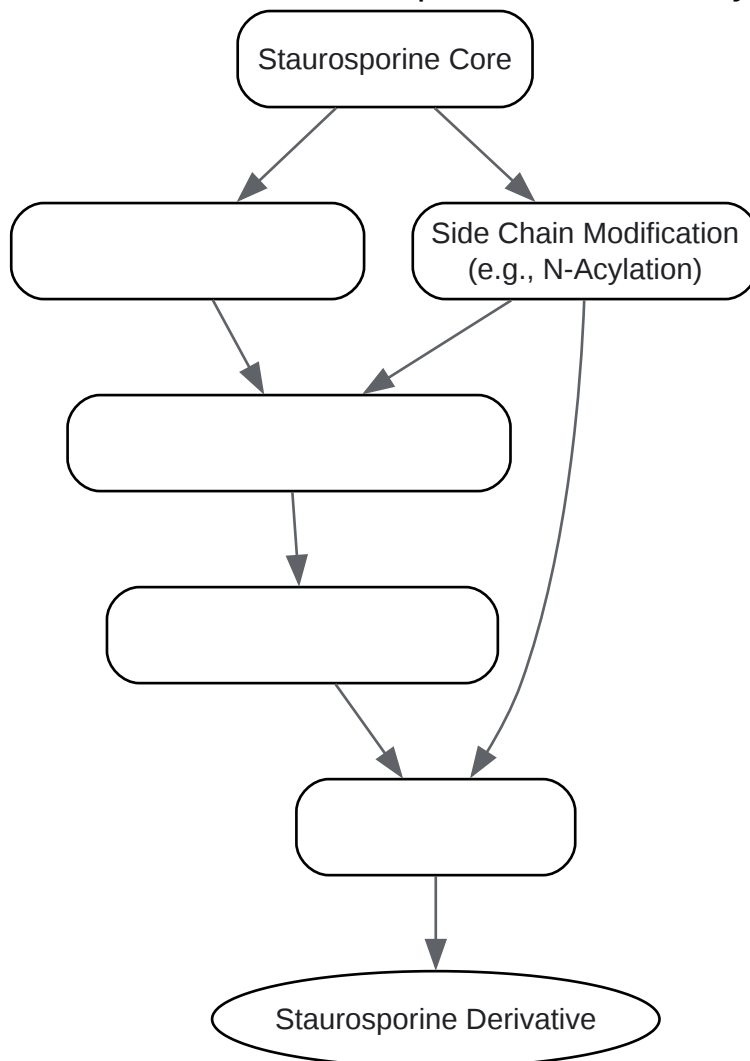 Staurosporine Core
Side Chain Modification
(e.g., N-Acylation)
Staurosporine Derivative